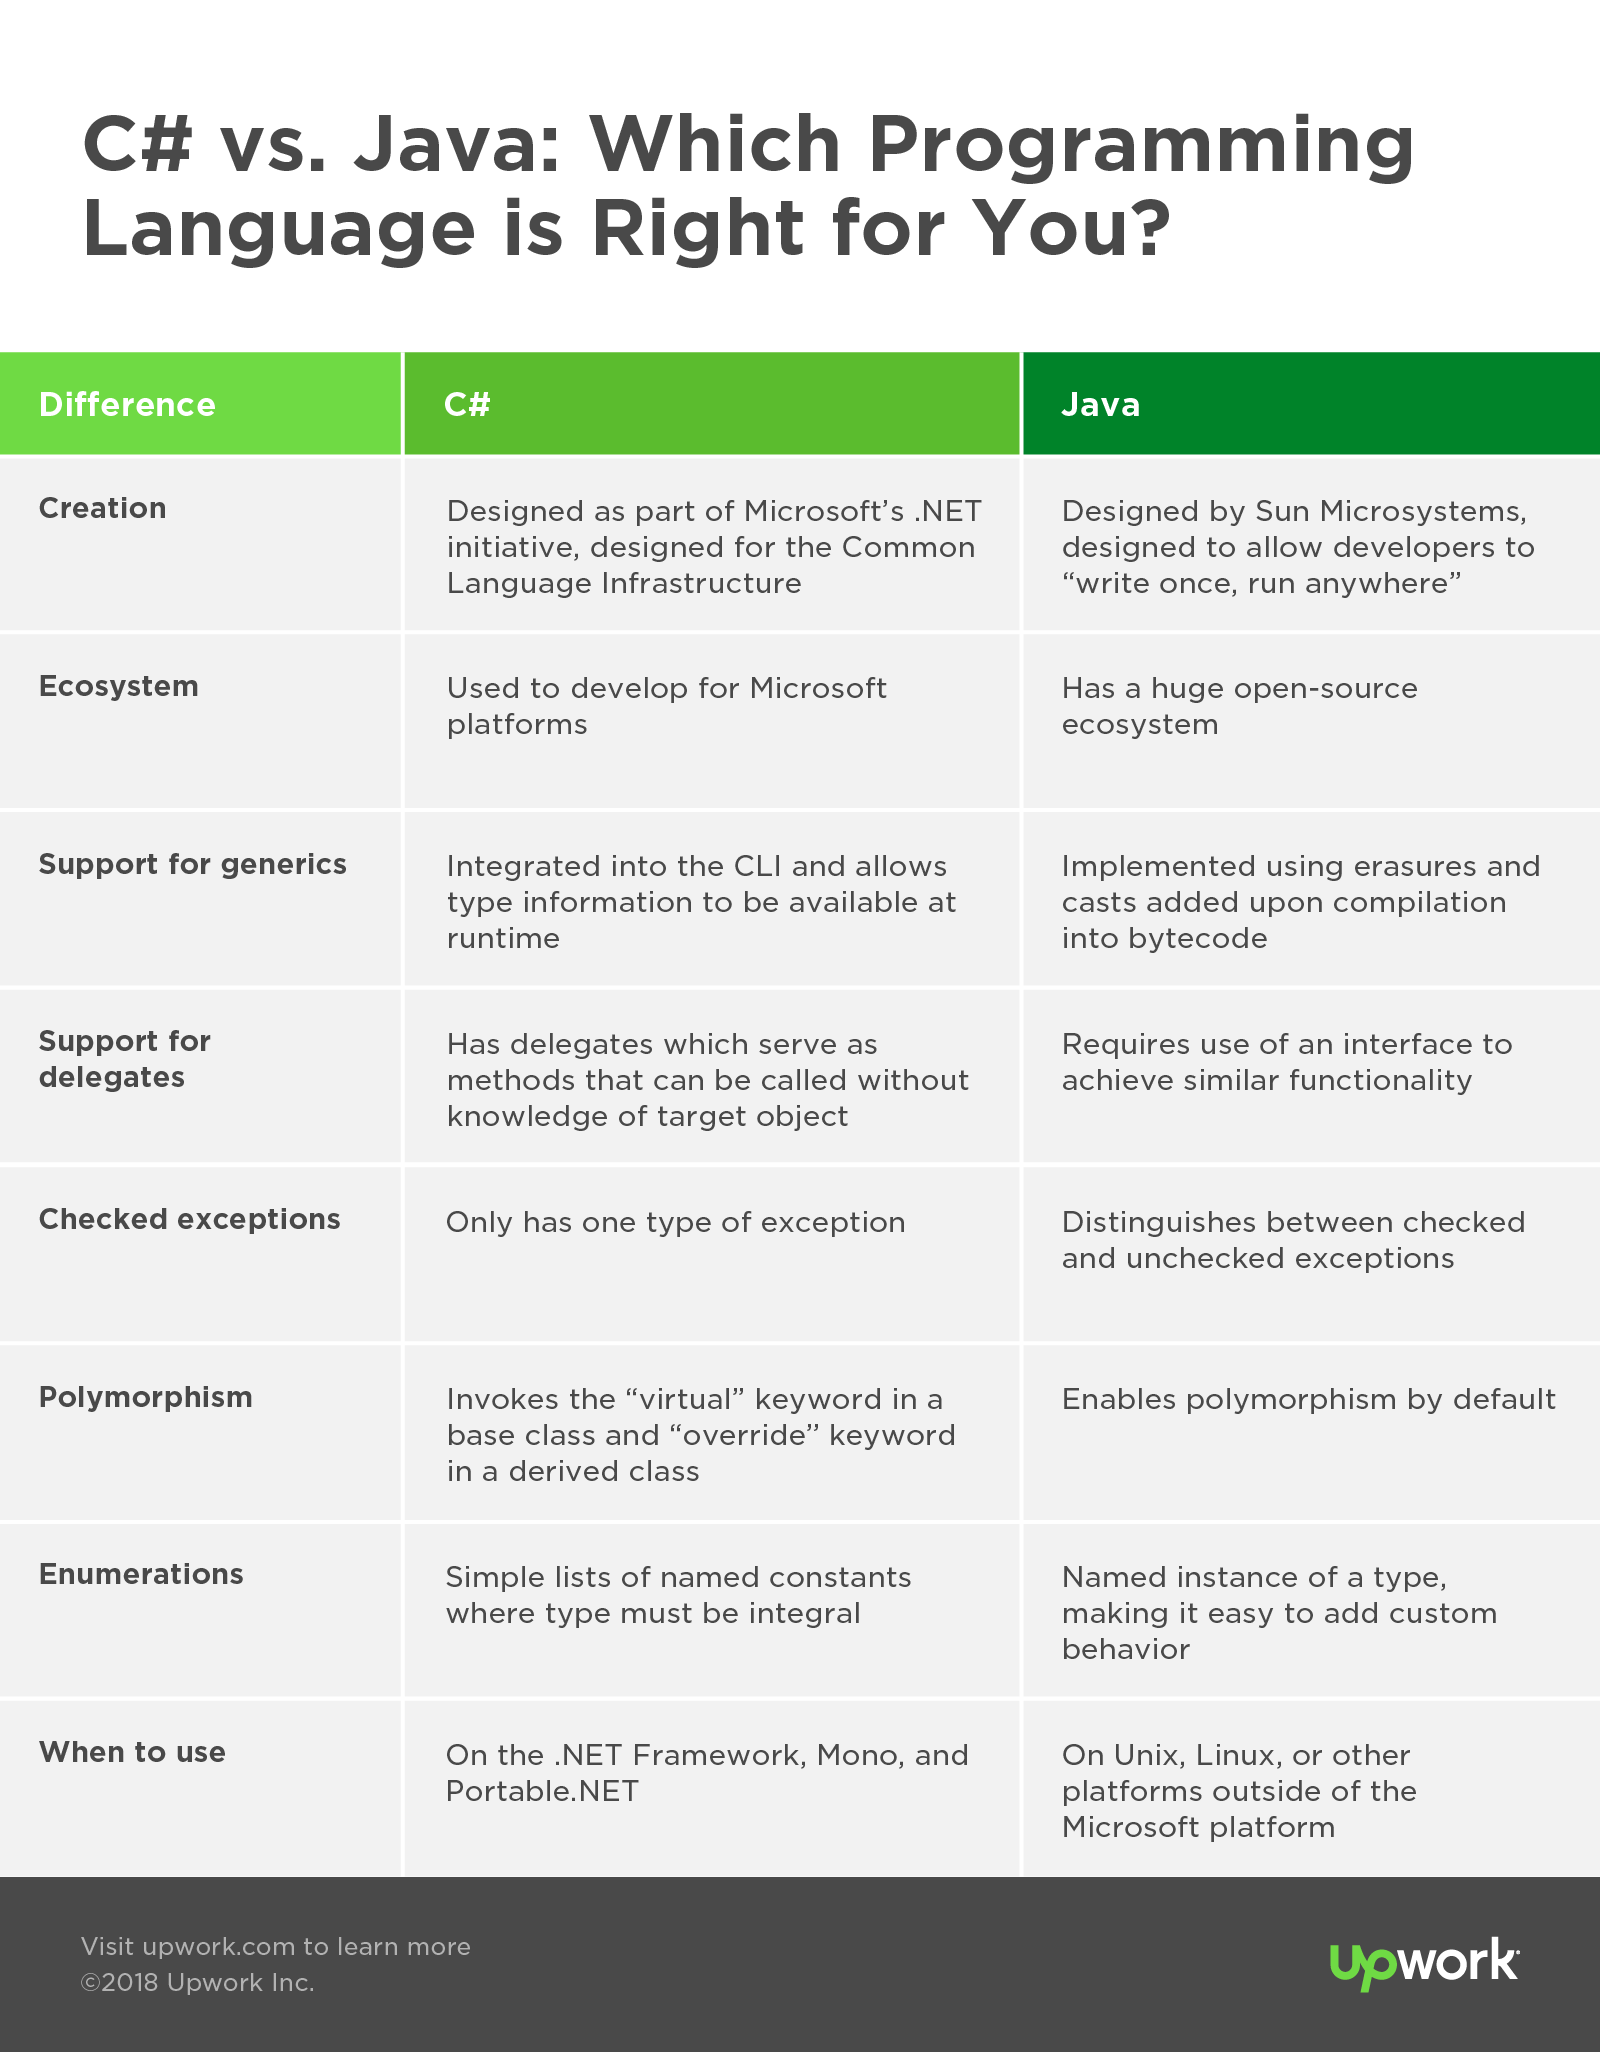 C# vs. Java: Which Programming
Language is Right for You?
Difference
C#
Java
Creation
Designed as part of Microsoft’s .NET
initiative, designed for the Common
Language Infrastructure
Designed by Sun Microsystems,
designed to allow developers to
“write once, run anywhere”
Ecosystem
Used to develop for Microsoft
platforms
Has a huge open-source
ecosystem
Support for generics
Integrated into the CLI and allows
type information to be available at
runtime
Implemented using erasures and
casts added upon compilation
into bytecode
Support for
delegates
Has delegates which serve as
methods that can be called without
knowledge of target object
Requires use of an interface to
achieve similar functionality
Checked exceptions
Only has one type of exception
Distinguishes between checked
and unchecked exceptions
Polymorphism
Invokes the “virtual” keyword in a
base class and “override” keyword
in a derived class
Enables polymorphism by default
Enumerations
Simple lists of named constants
where type must be integral
Named instance of a type,
making it easy to add custom
behavior
When to use
On the .NET Framework, Mono, and
Portable.NET
On Unix, Linux, or other
platforms outside of the
Microsoft platform
Visit upwork.com to learn more
©2018 Upwork Inc.
upwork